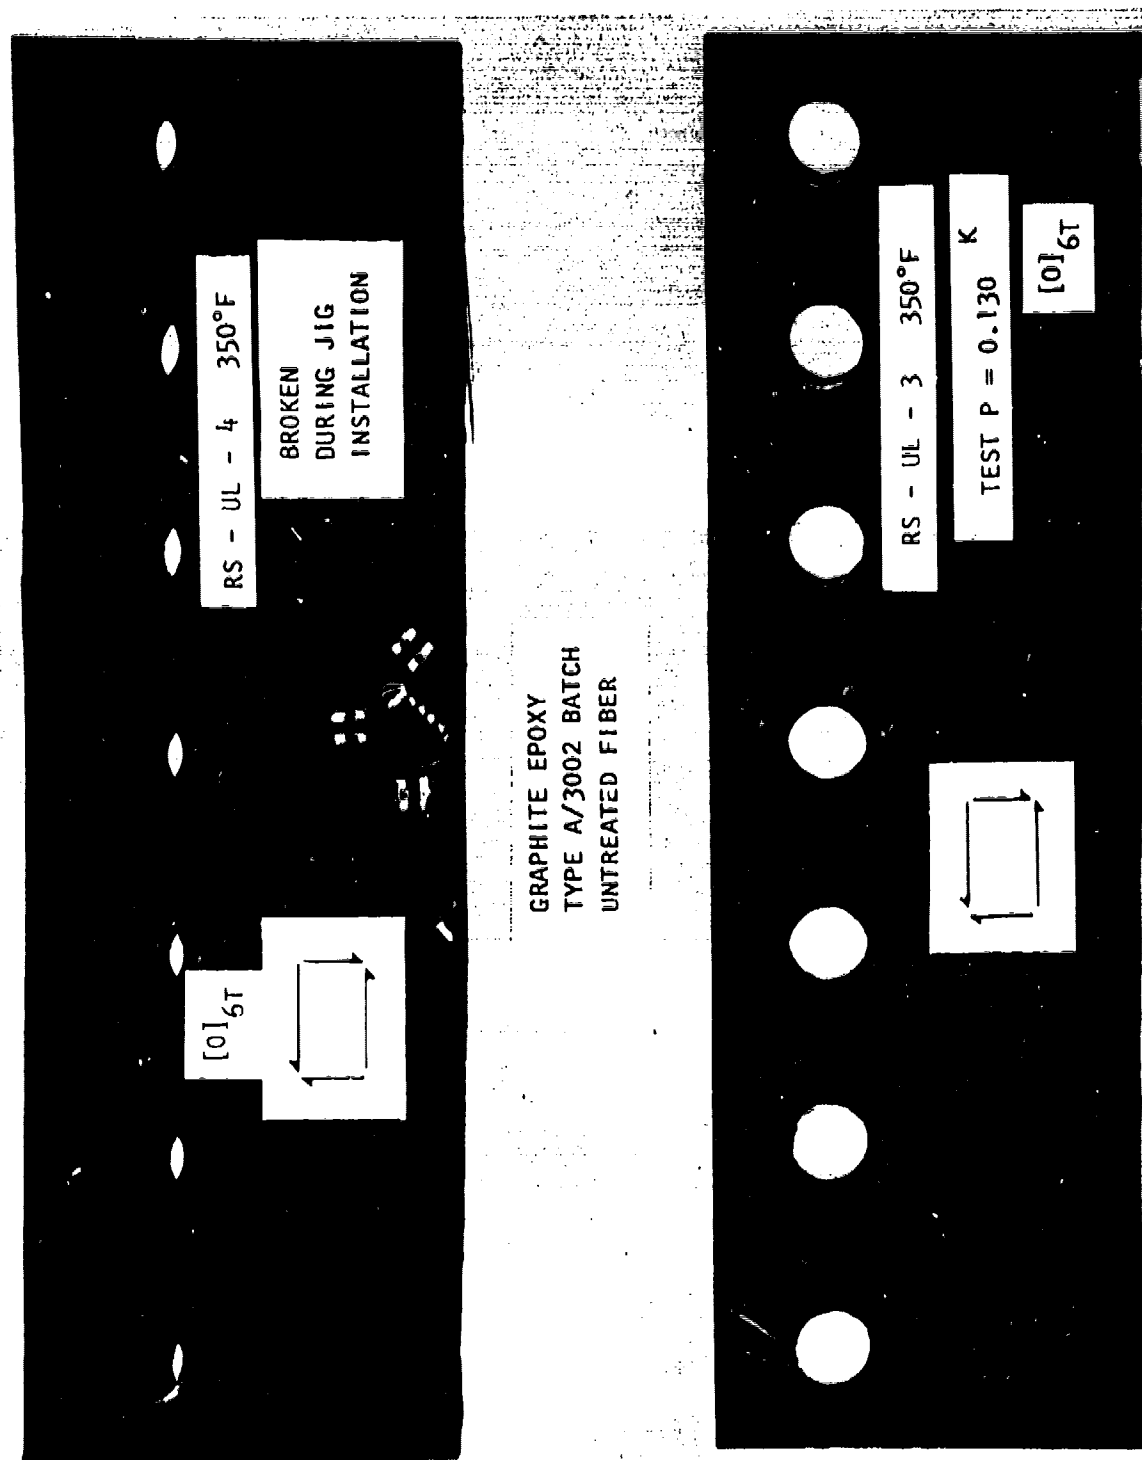 RS - UL - 4 350°F
BROKEN
DURING JIG
INSTALLATION
[0]6T
GRAPHITE EPOXY
TYPE A/3002 BATCH
UNTREATED FIBER
RS - UL - 3 350°F
TEST P = 0.130 K
[0]6T